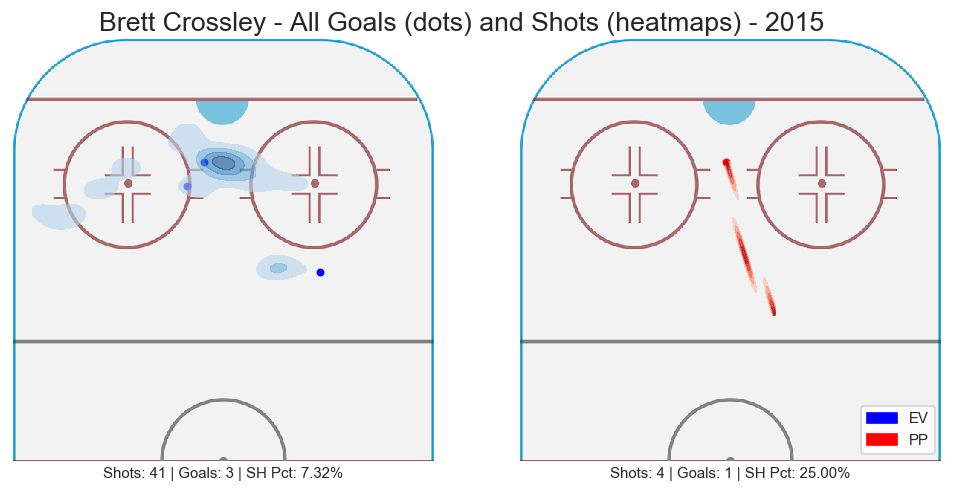 Brett Crossley - All Goals (dots) and Shots (heatmaps) - 2015
EV
PP
Shots: 41 | Goals: 3 | SH Pct: 7.32%
Shots: 4 | Goals: 1 | SH Pct: 25.00%